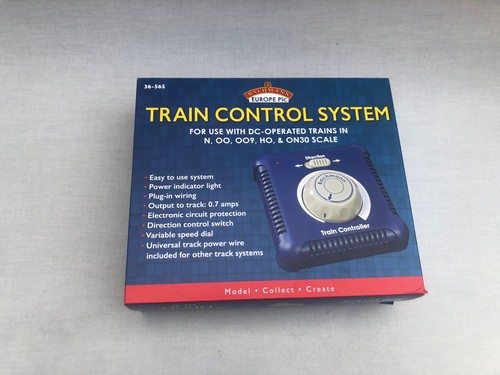 36-565
BACHMANN
EUROPE Plc
TRAIN CONTROL SYSTEM
FOR USE WITH DC-OPERATED TRAINS IN
N, OO, OO9, HO, & ON30 SCALE
Direction
Bachmann
Train Controller
• Easy to use system
• Power indicator light
• Plug-in wiring
• Output to track: 0.7 amps
• Electronic circuit protection
• Direction control switch
• Variable speed dial
• Universal track power wire
included for other track systems
Model • Collect • Create